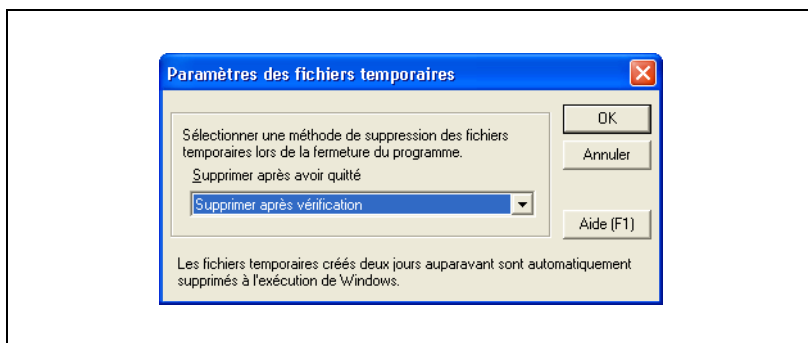 Paramètres des fichiers temporaires
Sélectionner une méthode de suppression des fichiers
temporaires lors de la fermeture du programme.
Supprimer après avoir quitté
Supprimer après vérification
OK
Annuler
Aide (F1)
Les fichiers temporaires créés deux jours auparavant sont automatiquement
supprimés à l'exécution de Windows.